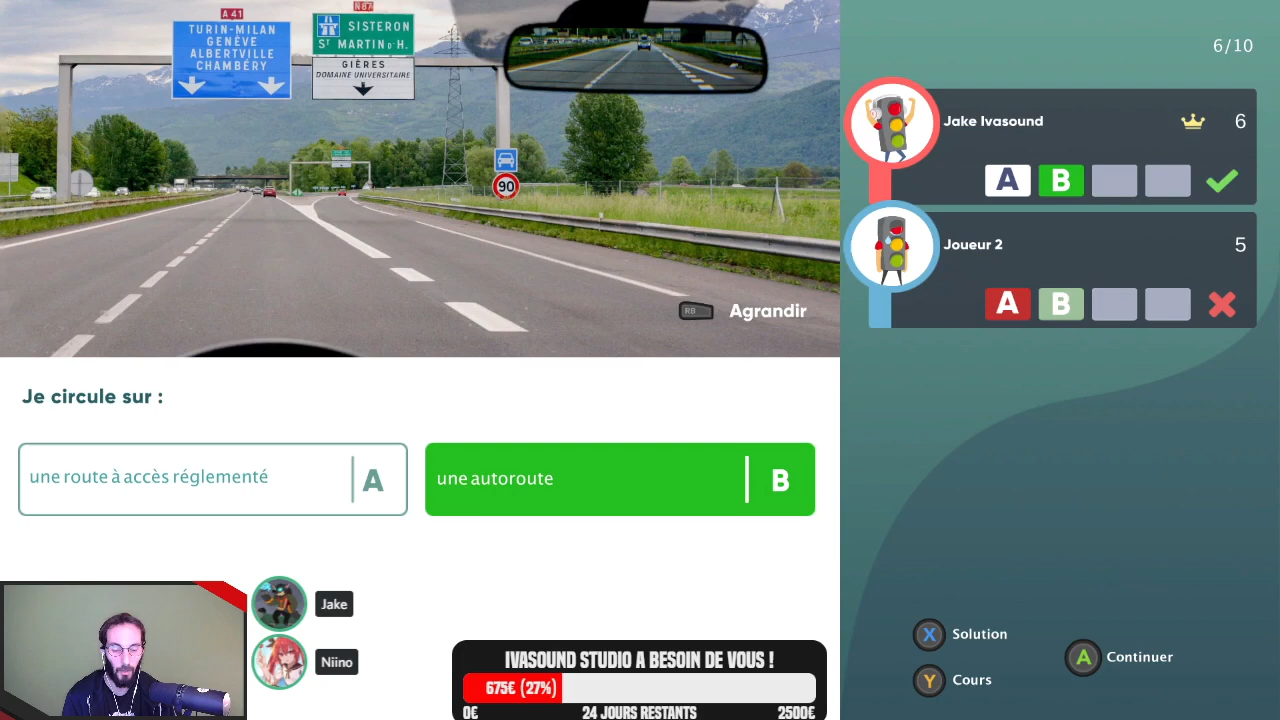 A 41
TURIN-MILAN
GENÈVE
ALBERTVILLE
CHAMBÉRY
N87
SISTERON
ST MARTIN D·H.
GIÈRES
DOMAINE UNIVERSITAIRE
90
RB Agrandir
6/10
Jake Ivasound 6
A B
Joueur 2 5
A B
Je circule sur :
une route à accès réglementé A
une autoroute B
Jake
Niino
IVASOUND STUDIO A BESOIN DE VOUS !
675€ (27%)
0€ 24 JOURS RESTANTS 2500€
X Solution
Y Cours
A Continuer